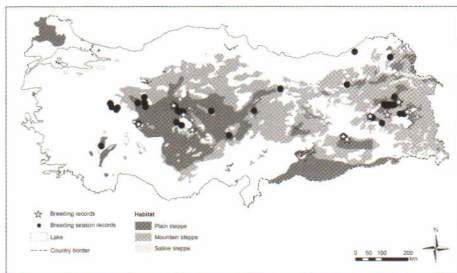 Breeding records
Breeding season records
Lake
Country border
Habitat
Plain steppe
Mountain steppe
Saline steppe
N
0 50 100 200
km